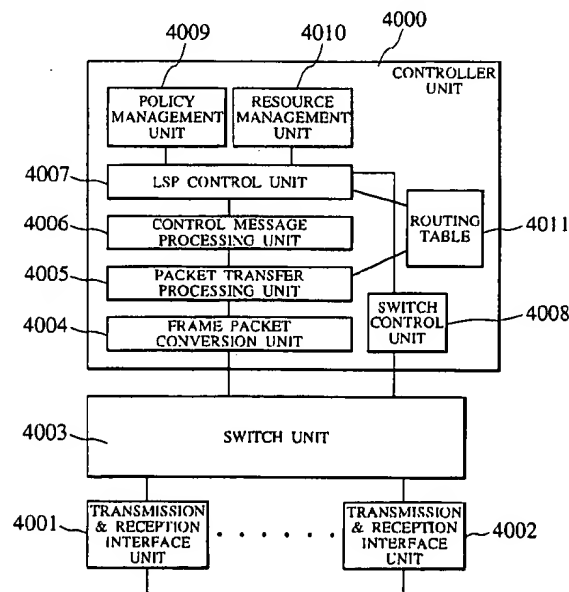 4000
4009
4010
CONTROLLER
UNIT
POLICY
MANAGEMENT
UNIT
RESOURCE
MANAGEMENT
UNIT
4007
LSP CONTROL UNIT
4006
CONTROL MESSAGE
PROCESSING UNIT
ROUTING
TABLE
4011
4005
PACKET TRANSFER
PROCESSING UNIT
4004
FRAME PACKET
CONVERSION UNIT
SWITCH
CONTROL
UNIT
4008
4003
SWITCH UNIT
4001
TRANSMISSION
& RECEPTION
INTERFACE
UNIT
TRANSMISSION
& RECEPTION
INTERFACE
UNIT
4002